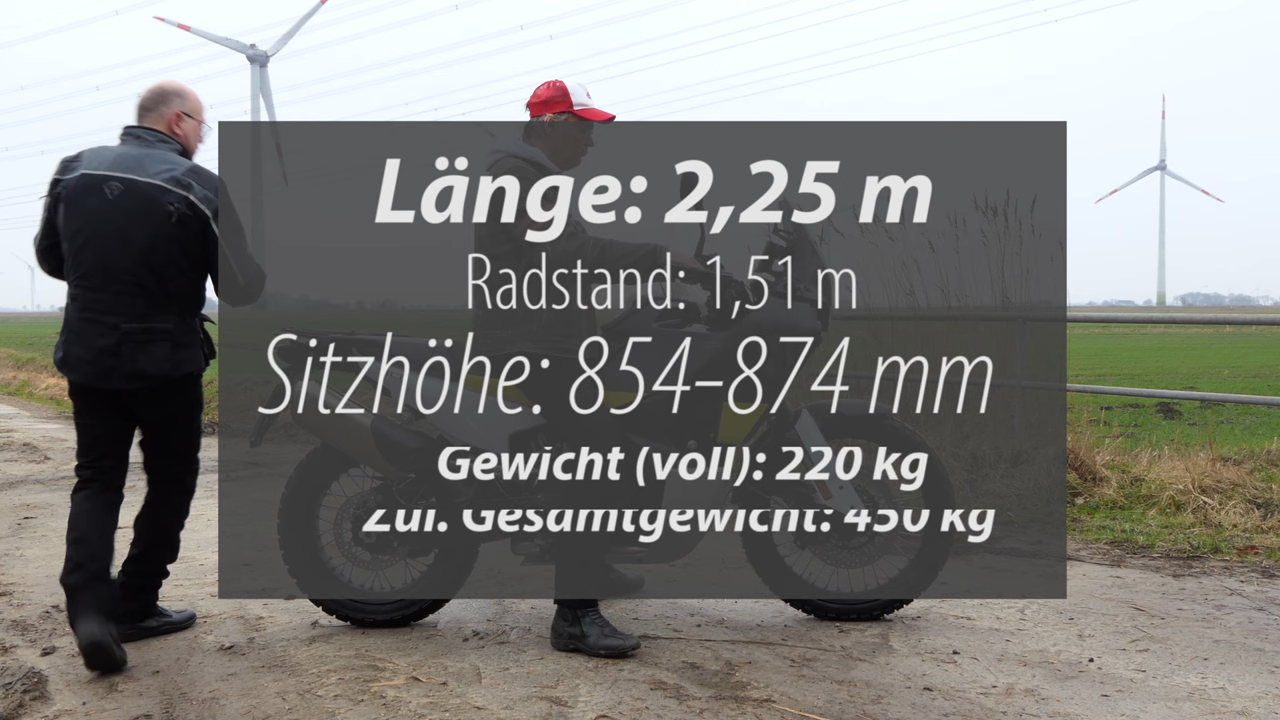 Länge: 2,25 m
Radstand: 1,51 m
Sitzhöhe: 854–874 mm
Gewicht (voll): 220 kg
Zul. Gesamtgewicht: 450 kg